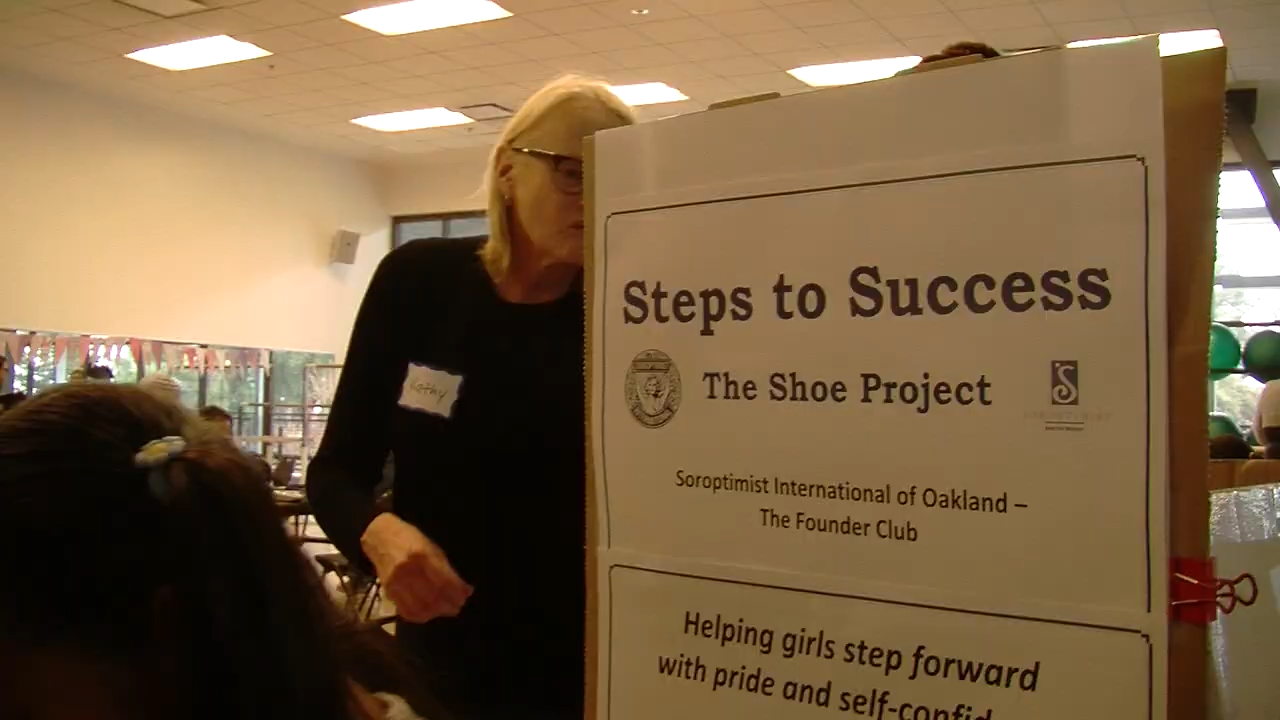 Kathy
Steps to Success
The Shoe Project
Soroptimist International of Oakland –
The Founder Club
Helping girls step forward
with pride and self-confid